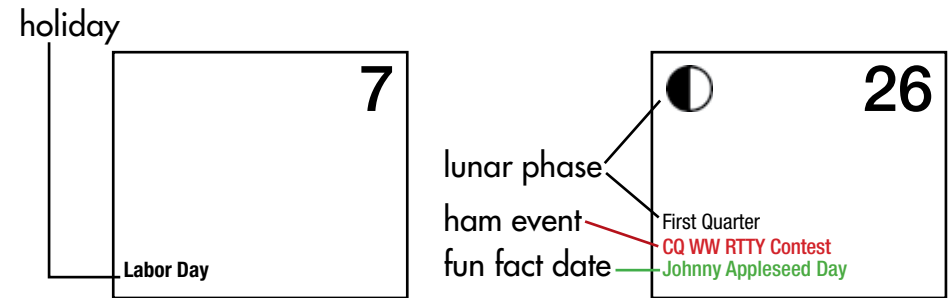 holiday
7
Labor Day
26
lunar phase
ham event
fun fact date
First Quarter
CQ WW RTTY Contest
Johnny Appleseed Day